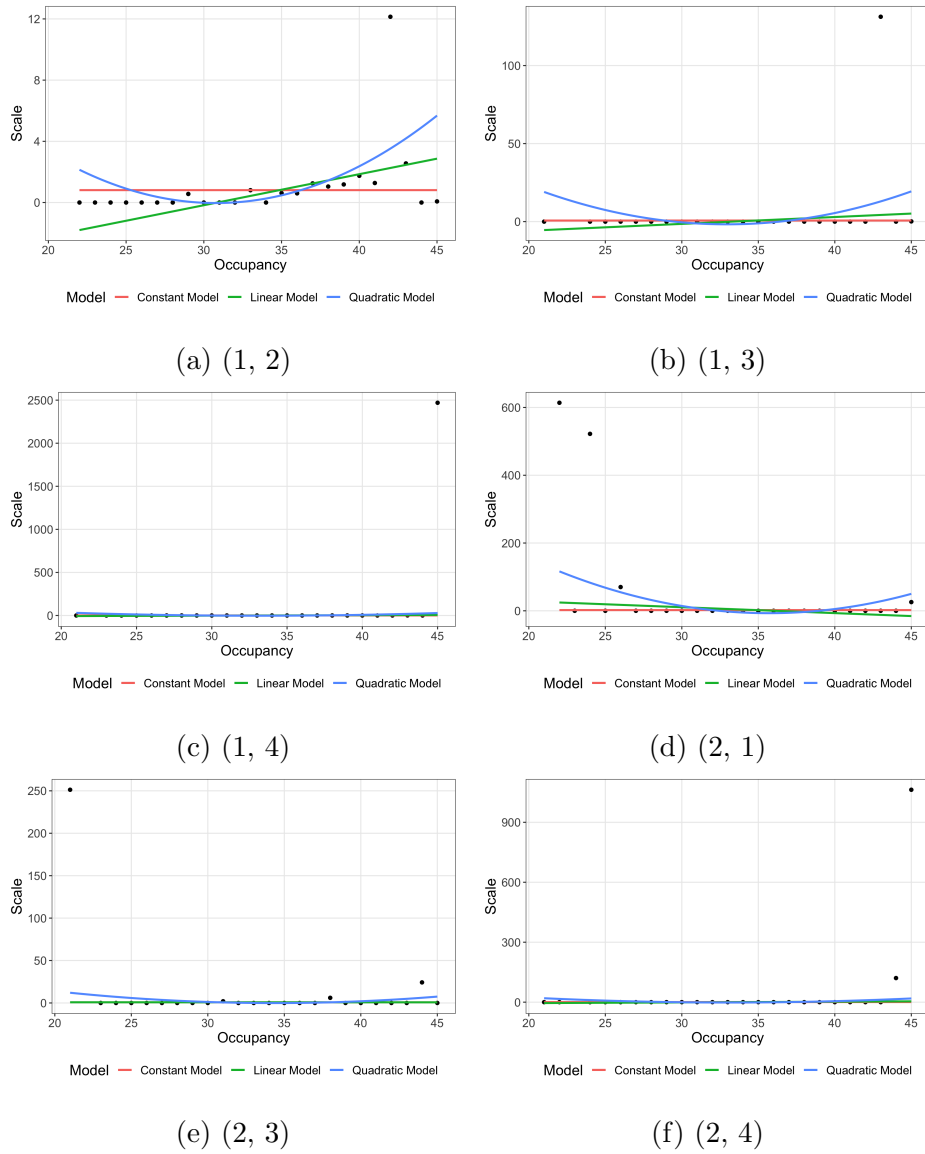 12
8
4
0
Scale
20 25 30 35 40 45
Occupancy
Model Constant Model Linear Model Quadratic Model
(a) (1, 2)
100
50
0
Scale
20 25 30 35 40 45
Occupancy
Model Constant Model Linear Model Quadratic Model
(b) (1, 3)
2500
2000
1500
1000
500
0
Scale
20 25 30 35 40 45
Occupancy
Model Constant Model Linear Model Quadratic Model
(c) (1, 4)
600
400
200
0
Scale
20 25 30 35 40 45
Occupancy
Model Constant Model Linear Model Quadratic Model
(d) (2, 1)
250
200
150
100
50
0
Scale
20 25 30 35 40 45
Occupancy
Model Constant Model Linear Model Quadratic Model
(e) (2, 3)
900
600
300
0
Scale
20 25 30 35 40 45
Occupancy
Model Constant Model Linear Model Quadratic Model
(f) (2, 4)